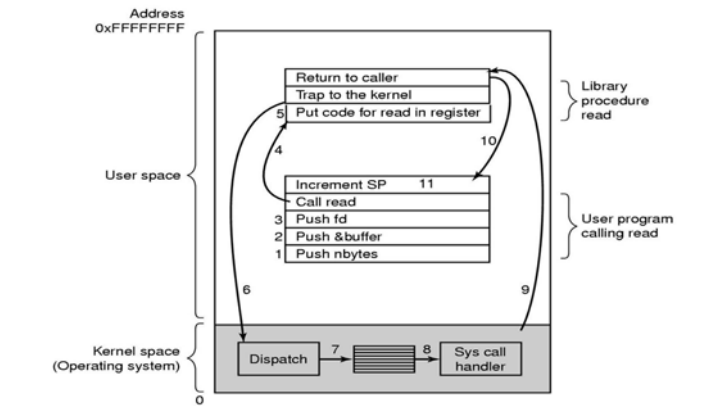 Address
0xFFFFFFFF
Return to caller
Trap to the kernel
5 Put code for read in register
Library
procedure
read
4
10
User space
Increment SP 11
Call read
3 Push fd
2 Push &buffer
1 Push nbytes
User program
calling read
6
9
Kernel space
(Operating system)
Dispatch
7
8
Sys call
handler
0